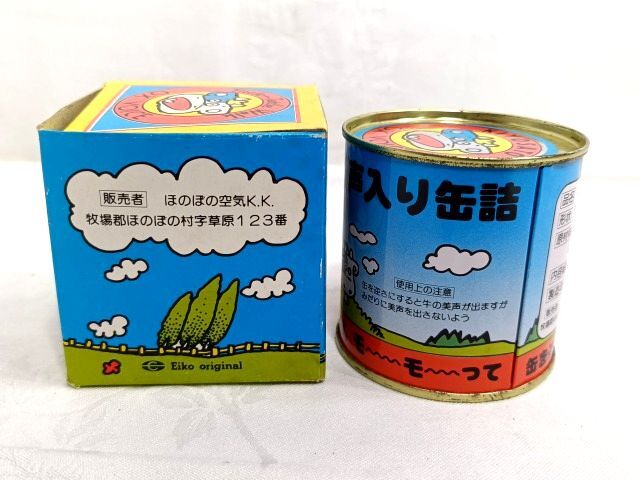 販売者 ほのぼの空気K.K.
牧場郡ほのぼの村字草原123番
Eiko original
声入り缶詰
使用上の注意
缶を逆さにすると牛の美声が出ますが
みだりに美声を出さないよう
モ〜〜モ〜〜って